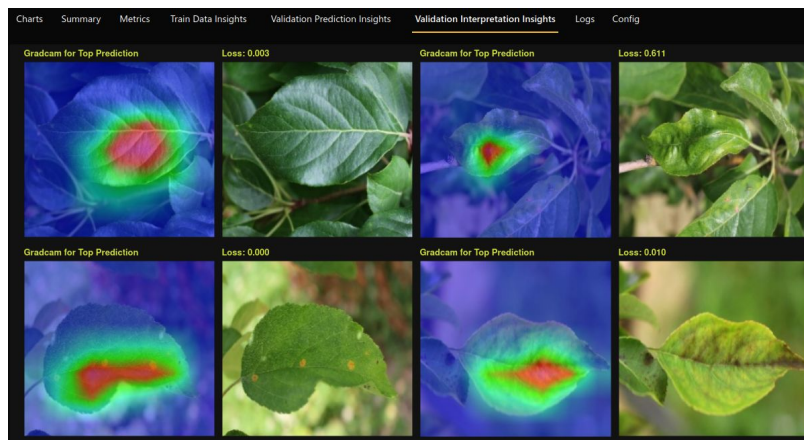 Charts Summary Metrics Train Data Insights Validation Prediction Insights Validation Interpretation Insights Logs Config
Gradcam for Top Prediction Loss: 0.003 Gradcam for Top Prediction Loss: 0.611
Gradcam for Top Prediction Loss: 0.000 Gradcam for Top Prediction Loss: 0.010